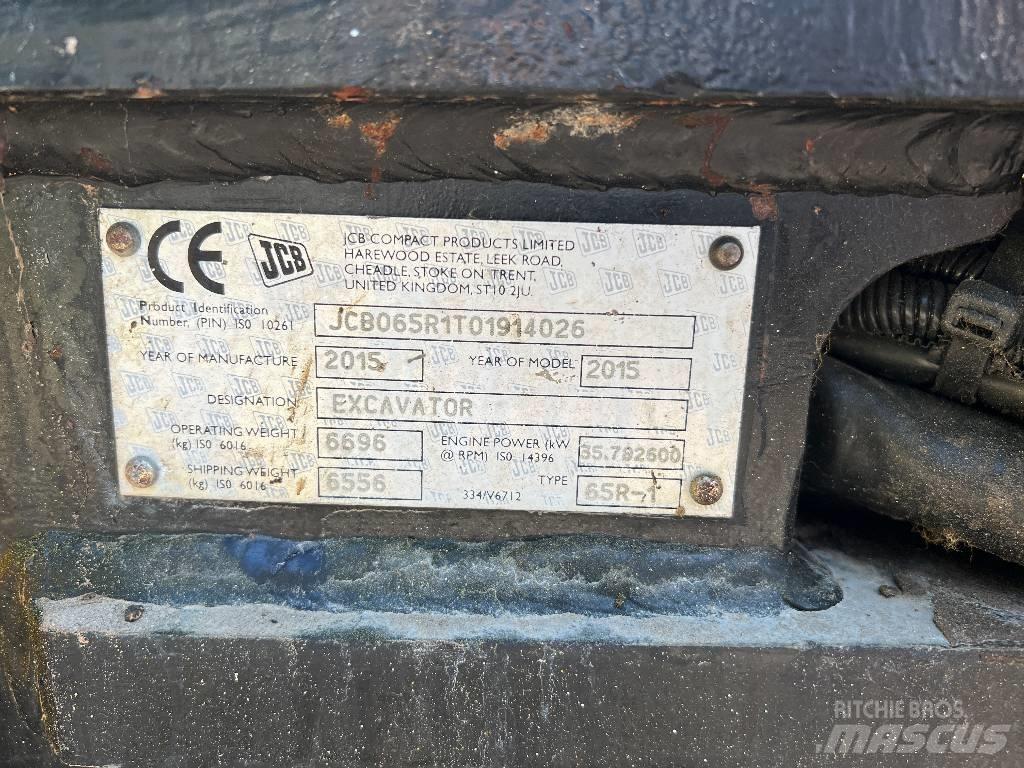 CE JCB
JCB COMPACT PRODUCTS LIMITED
HAREWOOD ESTATE, LEEK ROAD,
CHEADLE, STOKE ON TRENT.
UNITED KINGDOM, ST10 2JU.
Product Identification
Number. (PIN) ISO 10261
JCB065R1T01914026
YEAR OF MANUFACTURE 2015 YEAR OF MODEL 2015
DESIGNATION EXCAVATOR
OPERATING WEIGHT
(kg) ISO 6016 6696
ENGINE POWER (kW
@ RPM) ISO 14396
SHIPPING WEIGHT
(kg) ISO 6016 6556
TYPE 65R-1
334/V6712
RITCHIE BROS.
MASCUS